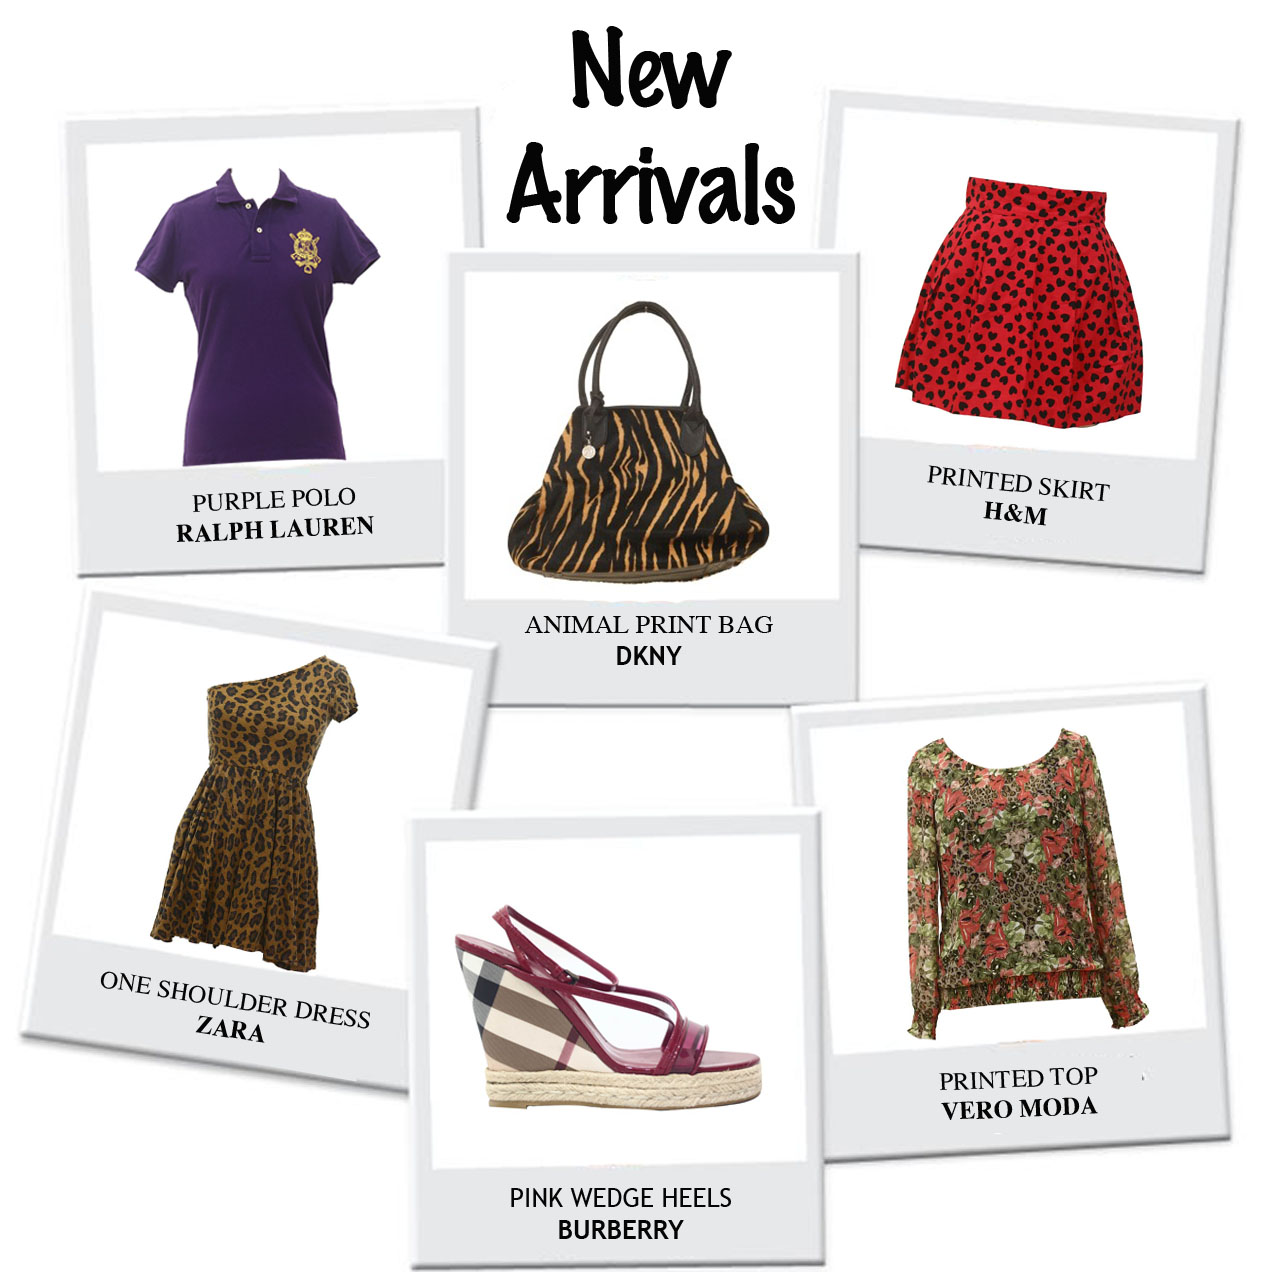 New
Arrivals
PURPLE POLO
RALPH LAUREN
ANIMAL PRINT BAG
DKNY
PRINTED SKIRT
H&M
ONE SHOULDER DRESS
ZARA
PINK WEDGE HEELS
BURBERRY
PRINTED TOP
VERO MODA